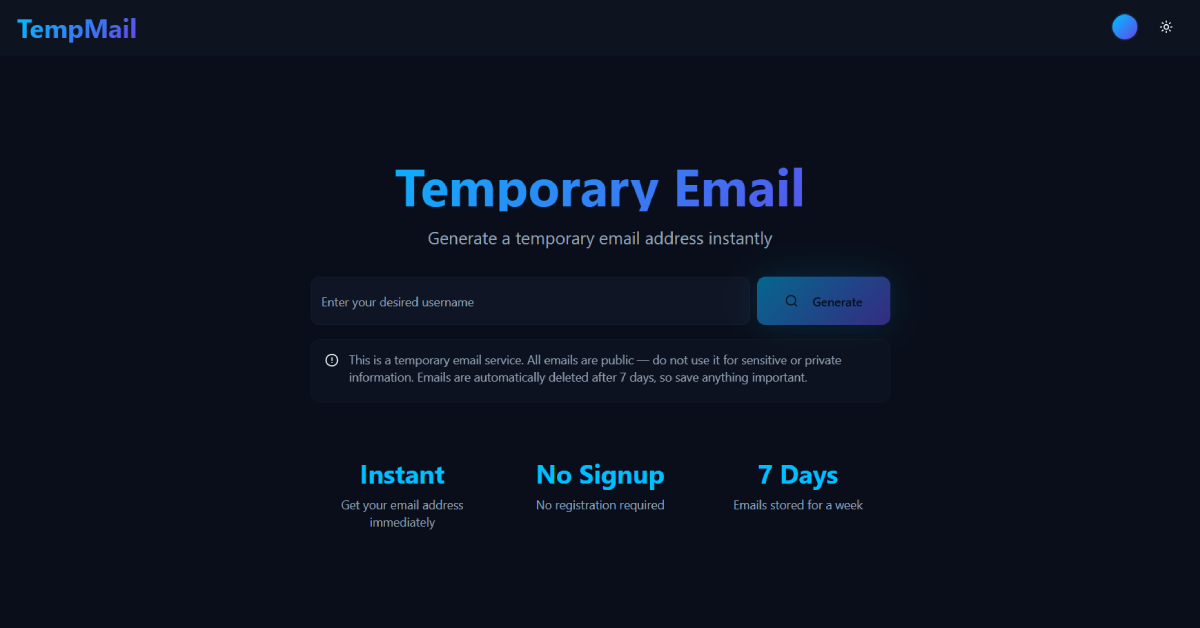 TempMail
Temporary Email
Generate a temporary email address instantly
Enter your desired username
Generate
This is a temporary email service. All emails are public — do not use it for sensitive or private
information. Emails are automatically deleted after 7 days, so save anything important.
Instant
Get your email address
immediately
No Signup
No registration required
7 Days
Emails stored for a week